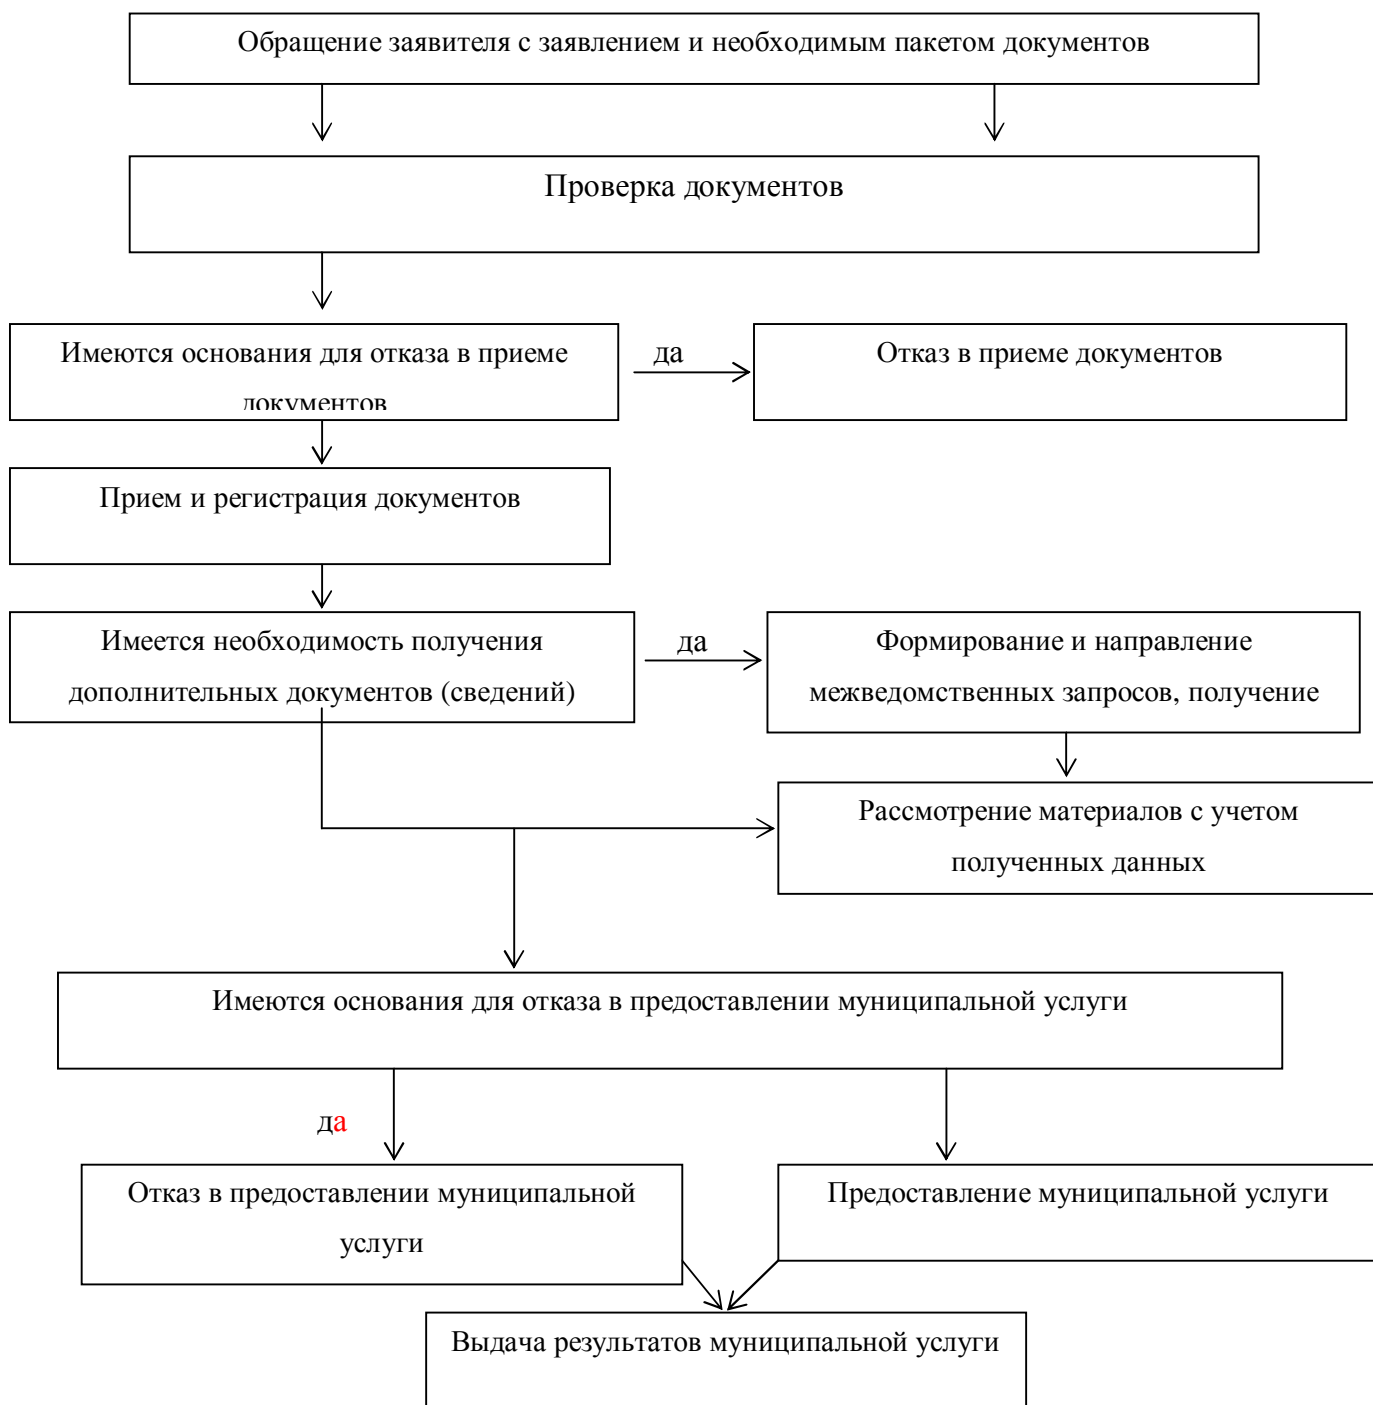 Обращение заявителя с заявлением и необходимым пакетом документов
Проверка документов
Имеются основания для отказа в приеме
документов
да
Отказ в приеме документов
Прием и регистрация документов
Имеется необходимость получения
дополнительных документов (сведений)
да
Формирование и направление
межведомственных запросов, получение
Рассмотрение материалов с учетом
полученных данных
Имеются основания для отказа в предоставлении муниципальной услуги
да
Отказ в предоставлении муниципальной
услуги
Предоставление муниципальной услуги
Выдача результатов муниципальной услуги